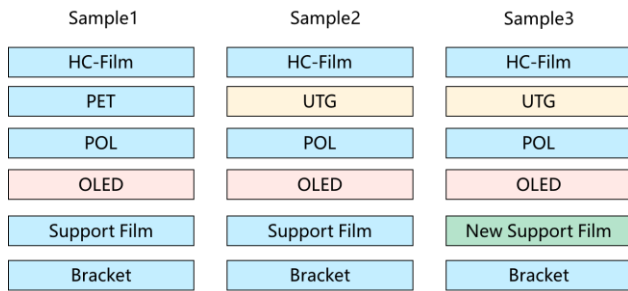 Sample1 Sample2 Sample3
HC-Film HC-Film HC-Film
PET UTG UTG
POL POL POL
OLED OLED OLED
Support Film Support Film New Support Film
Bracket Bracket Bracket